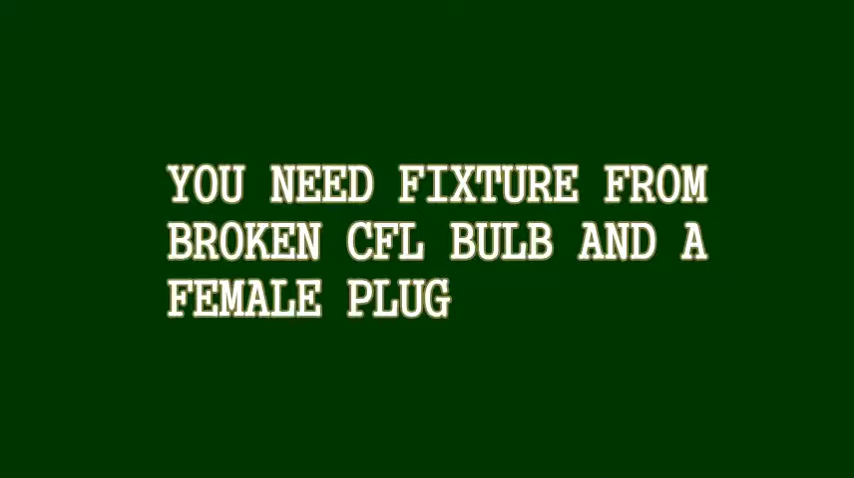 YOU NEED FIXTURE FROM
BROKEN CFL BULB AND A
FEMALE PLUG